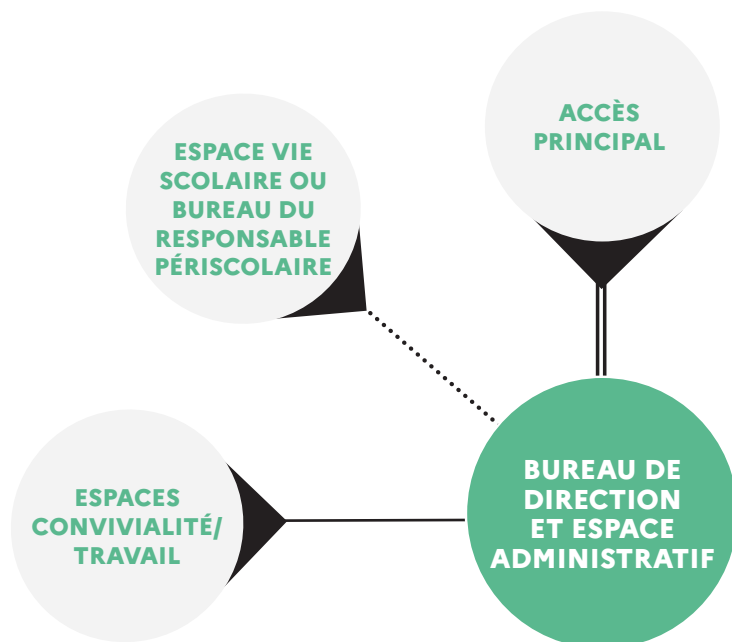 ACCÈS
PRINCIPAL
ESPACE VIE
SCOLAIRE OU
BUREAU DU
RESPONSABLE
PÉRISCOLAIRE
ESPACES
CONVIVIALITÉ/
TRAVAIL
BUREAU DE
DIRECTION
ET ESPACE
ADMINISTRATIF